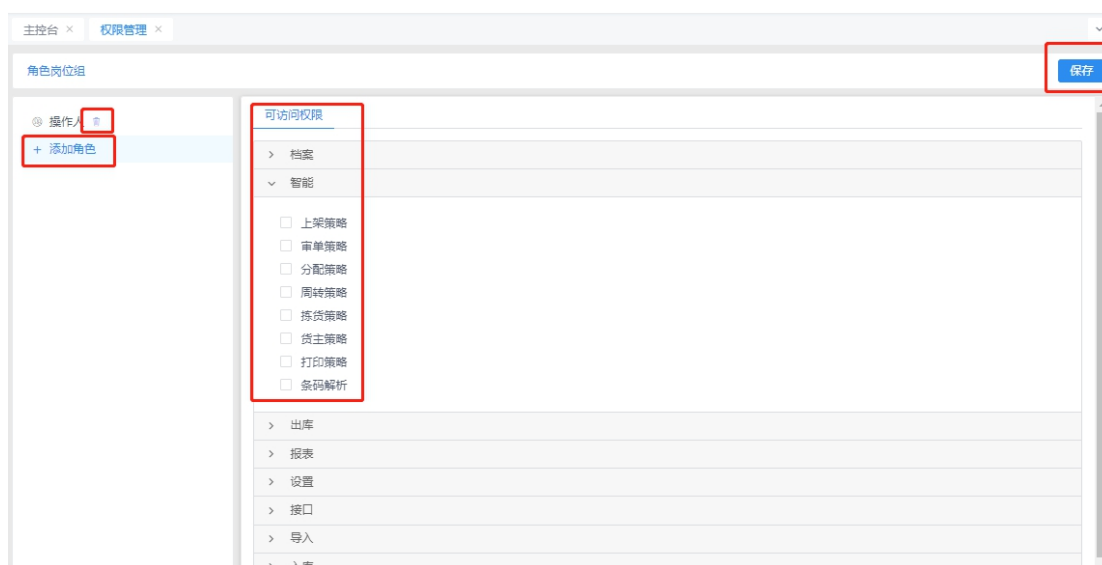 主控台 × 权限管理 ×
角色岗位组 保存
操作人
+ 添加角色
可访问权限
档案
智能
上架策略
审单策略
分配策略
周转策略
拣货策略
货主策略
打印策略
条码解析
出库
报表
设置
接口
导入